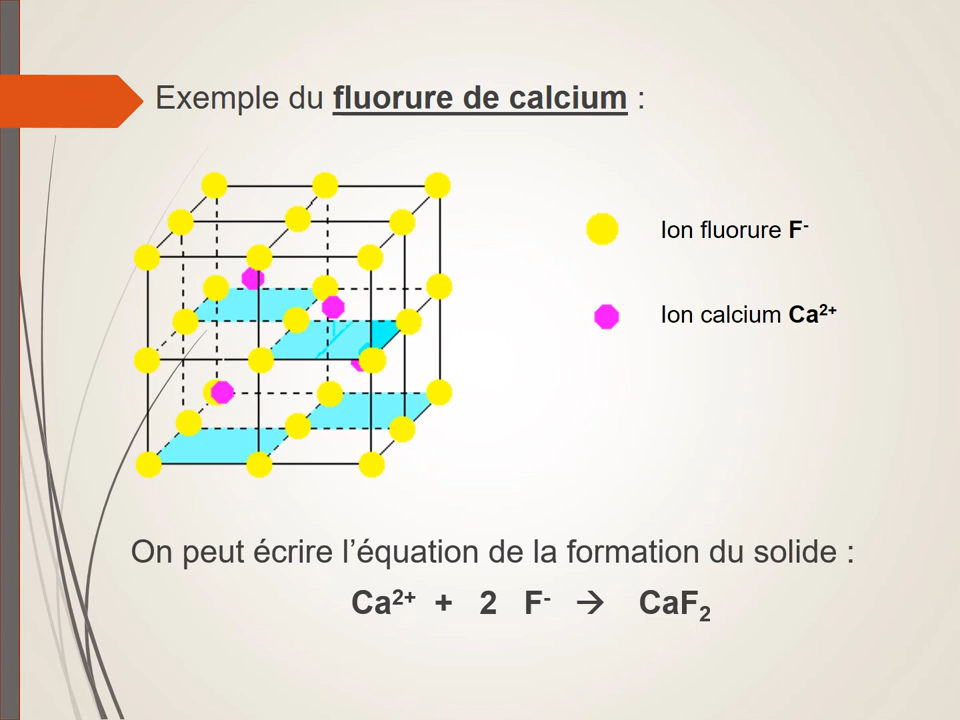 Exemple du fluorure de calcium :
Ion fluorure F⁻
Ion calcium Ca²⁺
On peut écrire l’équation de la formation du solide :
Ca²⁺ + 2 F⁻ → CaF₂